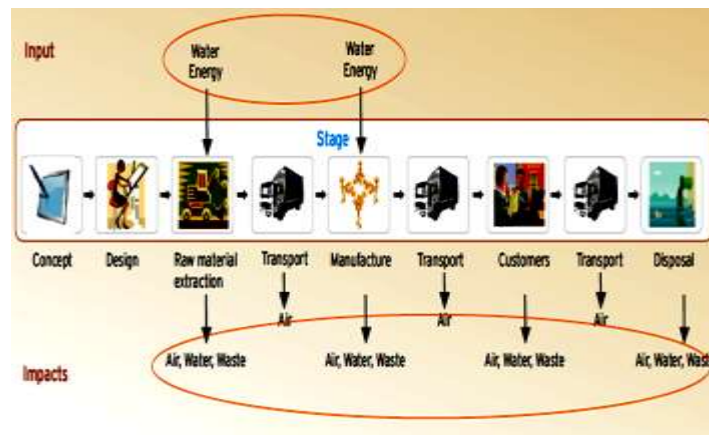 Input
Water
Energy
Water
Energy
Stage
Concept
Design
Raw material
extraction
Transport
Manufacture
Transport
Customers
Transport
Disposal
Air
Air
Air
Impacts
Air, Water, Waste
Air, Water, Waste
Air, Water, Waste
Air, Water, Wast